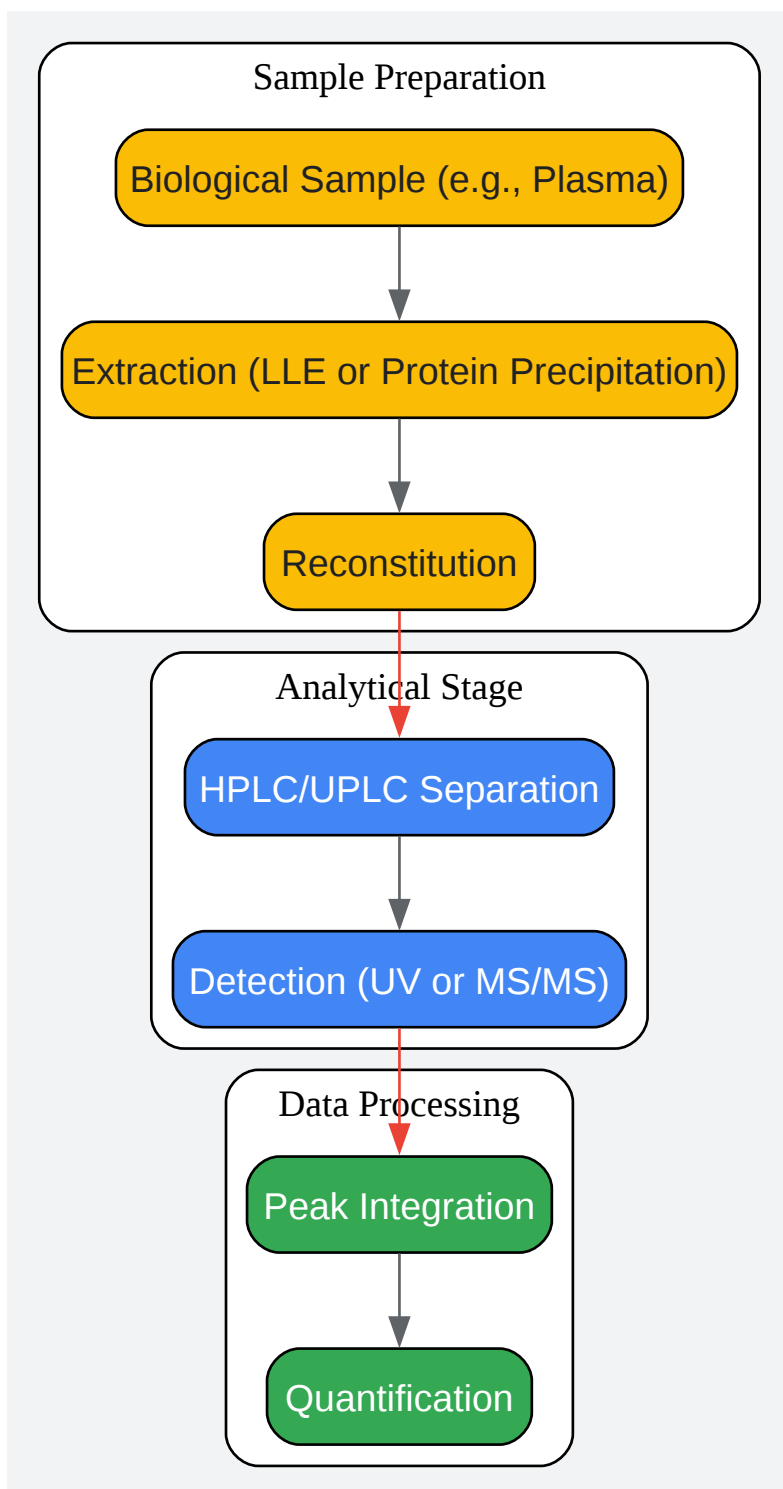 Sample Preparation
Biological Sample (e.g., Plasma)
Extraction (LLE or Protein Precipitation)
Reconstitution
Analytical Stage
HPLC/UPLC Separation
Detection (UV or MS/MS)
Data Processing
Peak Integration
Quantification